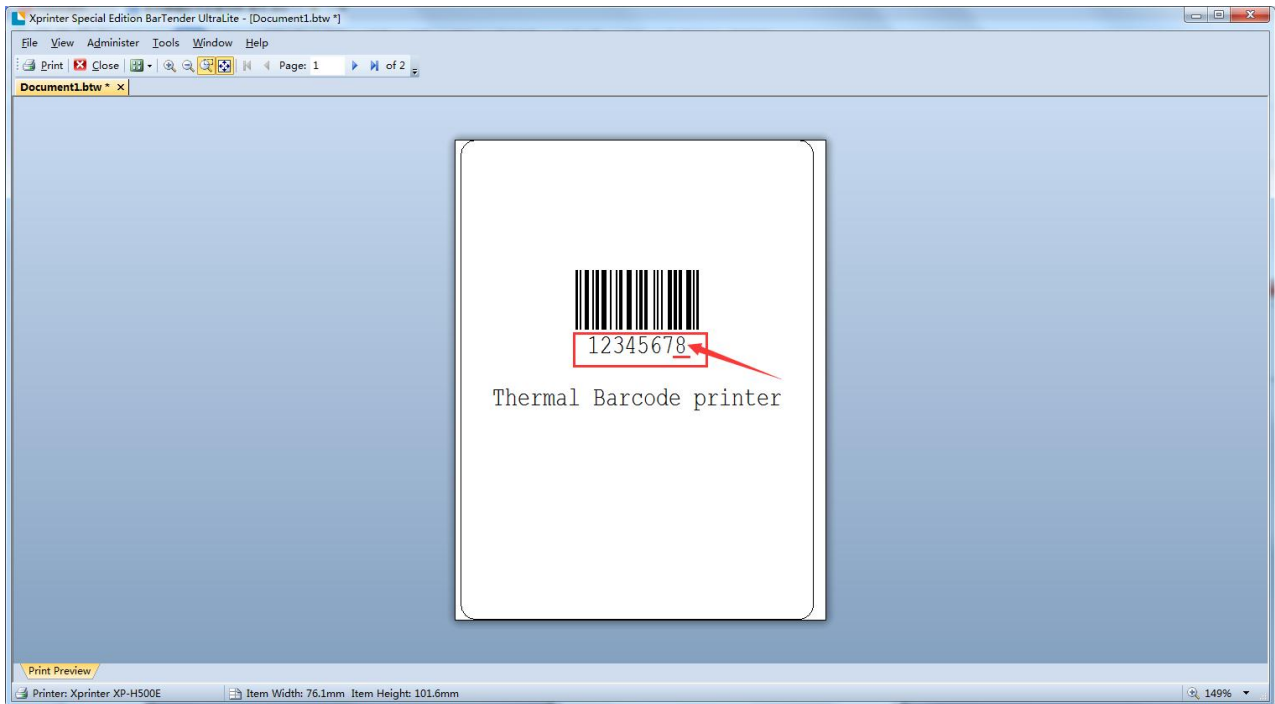 Xprinter Special Edition BarTender UltraLite - [Document1.btw *]
File View Administer Tools Window Help
Print Close Page: 1 of 2
Document1.btw *
12345678
Thermal Barcode printer
Print Preview
Printer: Xprinter XP-H500E Item Width: 76.1mm Item Height: 101.6mm 149%